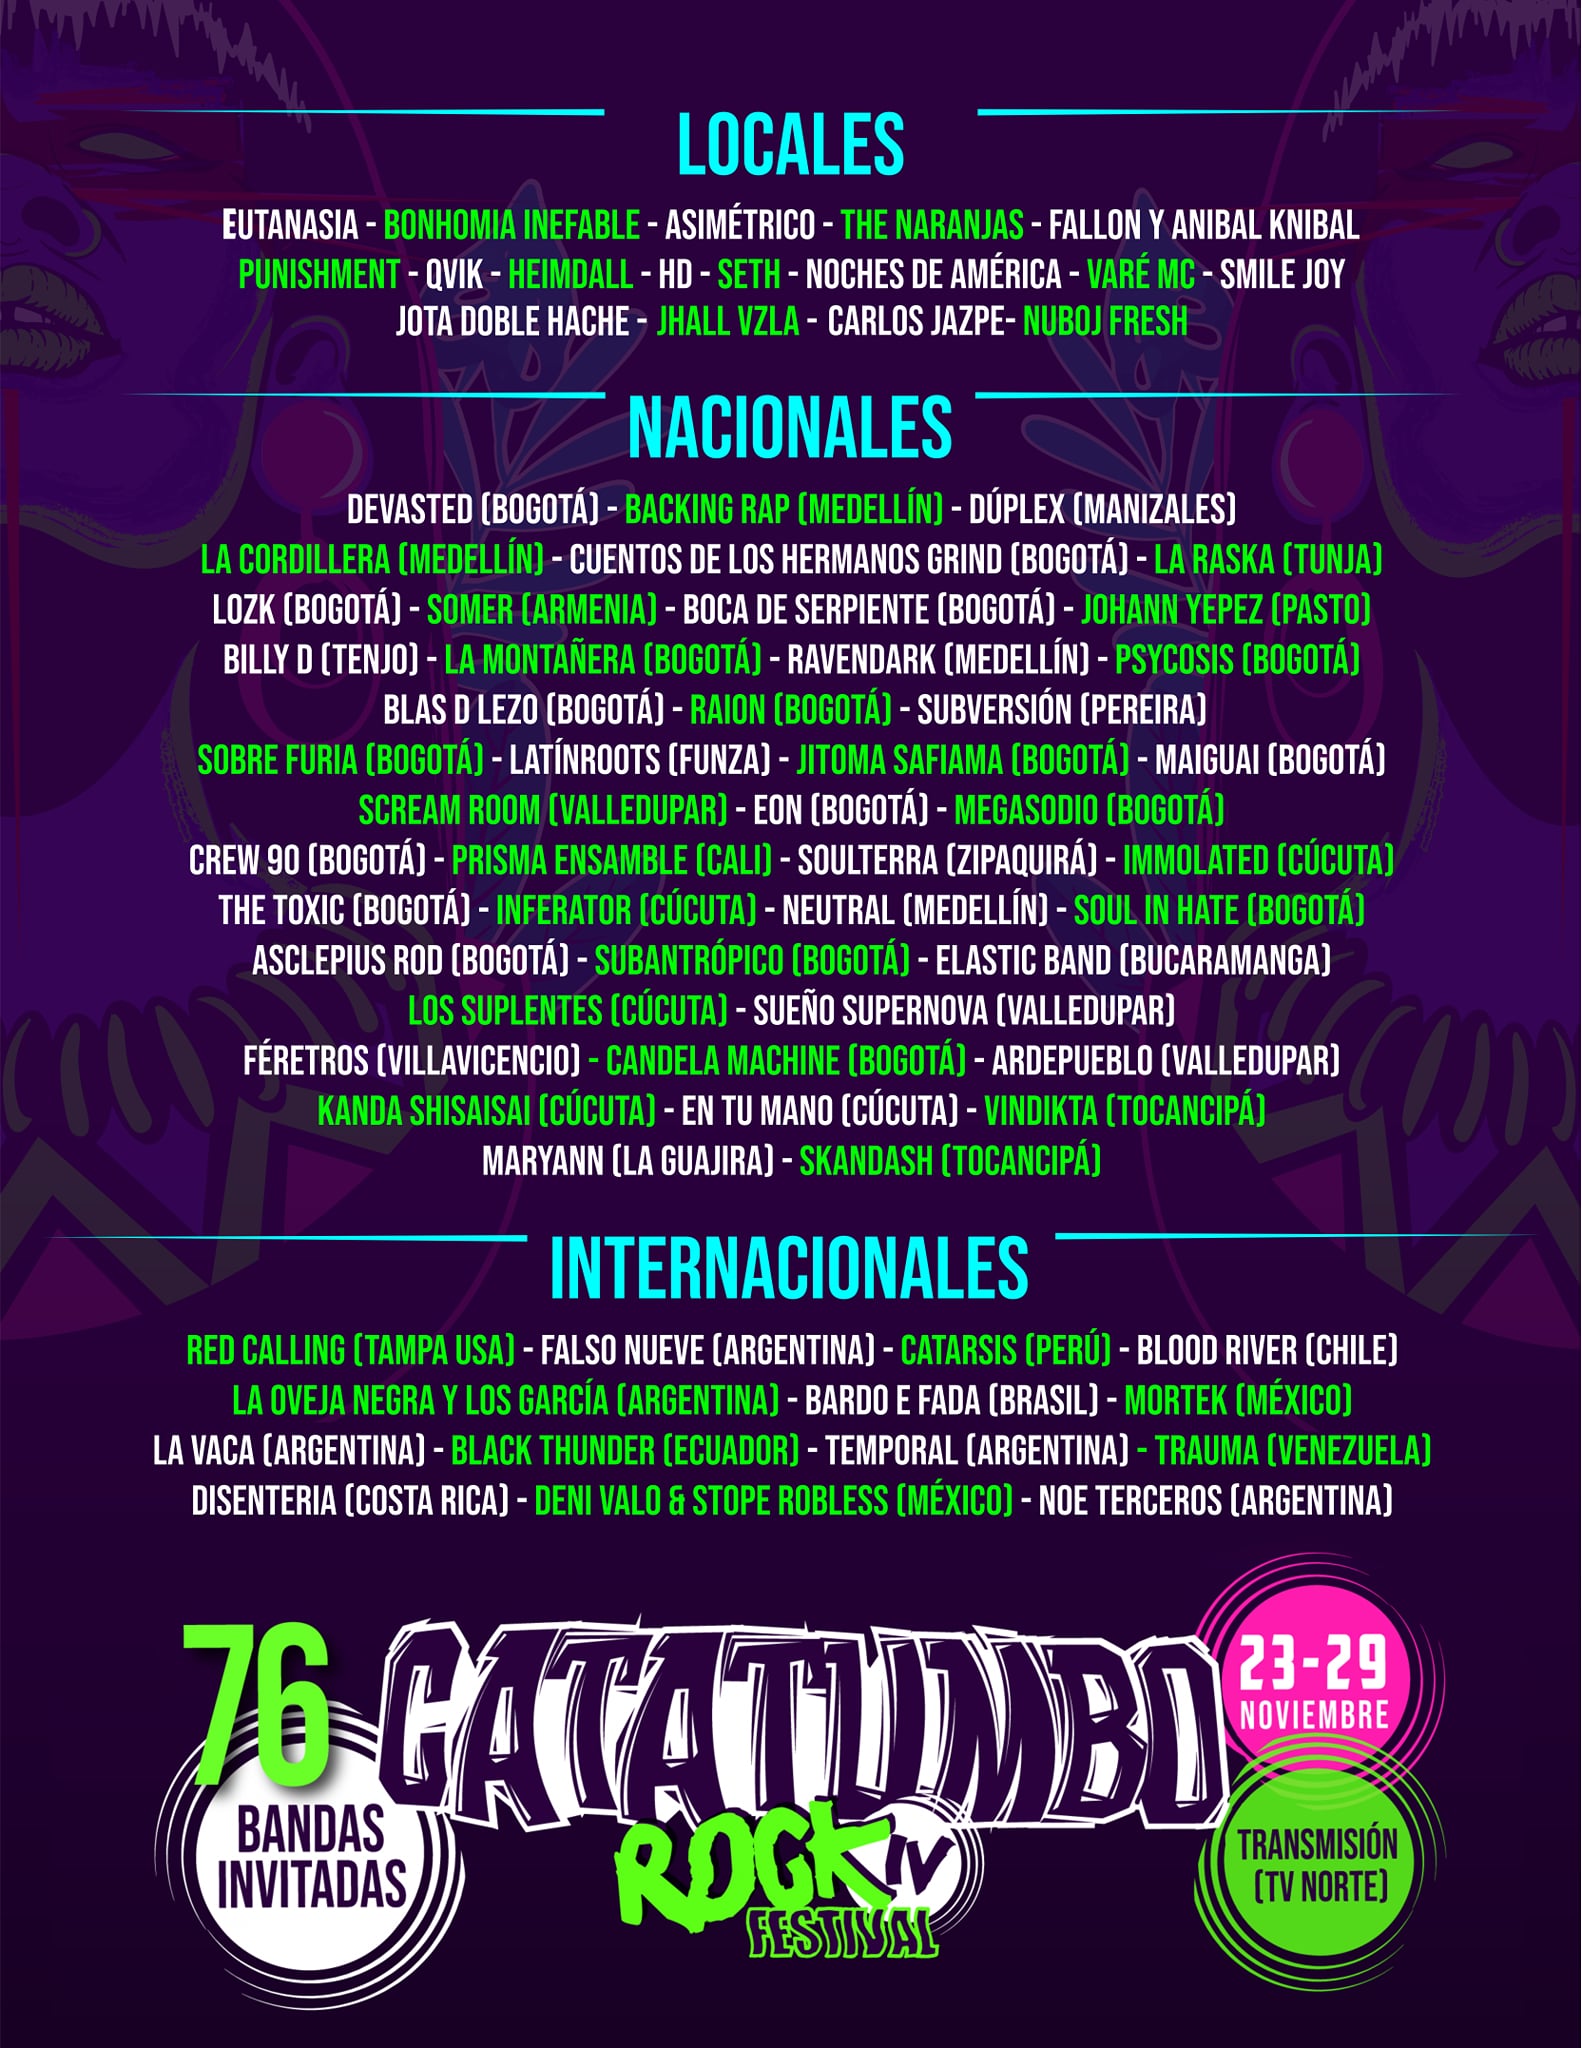 LOCALES
EUTANASIA - BONHOMIA INEFABLE - ASIMÉTRICO - THE NARANJAS - FALLON Y ANIBAL KNIBAL
PUNISHMENT - QVIK - HEIMDALL - HD - SETH - NOCHES DE AMÉRICA - VARÉ MC - SMILE JOY
JOTA DOBLE HACHE - JHALL VZLA - CARLOS JAZPE- NUBOJ FRESH
NACIONALES
DEVASTED (BOGOTÁ) - BACKING RAP (MEDELLÍN) - DÚPLEX (MANIZALES)
LA CORDILLERA (MEDELLÍN) - CUENTOS DE LOS HERMANOS GRIND (BOGOTÁ) - LA RASKA (TUNJA)
LOZK (BOGOTÁ) - SOMER (ARMENIA) - BOCA DE SERPIENTE (BOGOTÁ) - JOHANN YEPEZ (PASTO)
BILLY D (TENJO) - LA MONTAÑERA (BOGOTÁ) - RAVENDARK (MEDELLÍN) - PSYCOSIS (BOGOTÁ)
BLAS D LEZO (BOGOTÁ) - RAION (BOGOTÁ) - SUBVERSIÓN (PEREIRA)
SOBRE FURIA (BOGOTÁ) - LATÍNROOTS (FUNZA) - JITOMA SAFIAMA (BOGOTÁ) - MAIGUAI (BOGOTÁ)
SCREAM ROOM (VALLEDUPAR) - EON (BOGOTÁ) - MEGASODIO (BOGOTÁ)
CREW 90 (BOGOTÁ) - PRISMA ENSAMBLE (CALI) - SOULTERRA (ZIPAQUIRÁ) - IMMOLATED (CÚCUTA)
THE TOXIC (BOGOTÁ) - INFERATOR (CÚCUTA) - NEUTRAL (MEDELLÍN) - SOUL IN HATE (BOGOTÁ)
ASCLEPIUS ROD (BOGOTÁ) - SUBANTRÓPICO (BOGOTÁ) - ELASTIC BAND (BUCARAMANGA)
LOS SUPLENTES (CÚCUTA) - SUEÑO SUPERNOVA (VALLEDUPAR)
FÉRETROS (VILLAVICENCIO) - CANDELA MACHINE (BOGOTÁ) - ARDEPUEBLO (VALLEDUPAR)
KANDA SHISAISAI (CÚCUTA) - EN TU MANO (CÚCUTA) - VINDIKTA (TOCANCIPÁ)
MARYANN (LA GUAJIRA) - SKANDASH (TOCANCIPÁ)
INTERNACIONALES
RED CALLING (TAMPA USA) - FALSO NUEVE (ARGENTINA) - CATARSIS (PERÚ) - BLOOD RIVER (CHILE)
LA OVEJA NEGRA Y LOS GARCÍA (ARGENTINA) - BARDO E FADA (BRASIL) - MORTEK (MÉXICO)
LA VACA (ARGENTINA) - BLACK THUNDER (ECUADOR) - TEMPORAL (ARGENTINA) - TRAUMA (VENEZUELA)
DISENTERIA (COSTA RICA) - DENI VALO & STOPE ROBLESS (MÉXICO) - NOE TERCEROS (ARGENTINA)
76
BANDAS
INVITADAS
CATATUMBO
ROCK IV
FESTIVAL
23-29
NOVIEMBRE
TRANSMISIÓN
(TV NORTE)